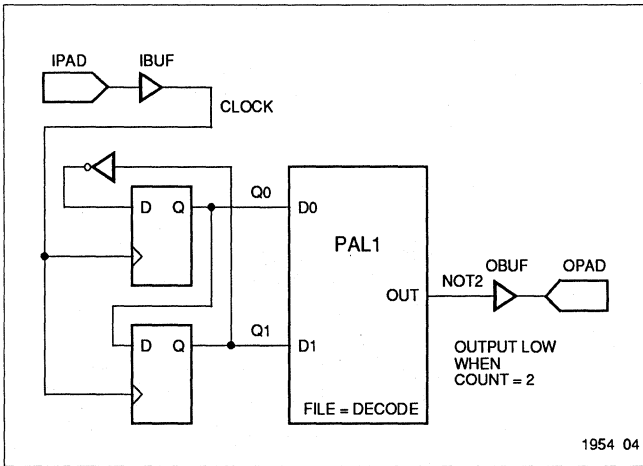 IPAD
IBUF
CLOCK
D Q
Q0
D0
PAL1
OUT
NOT2
OBUF
OPAD
D Q
Q1
D1
OUTPUT LOW
WHEN
COUNT = 2
FILE = DECODE
1954 04